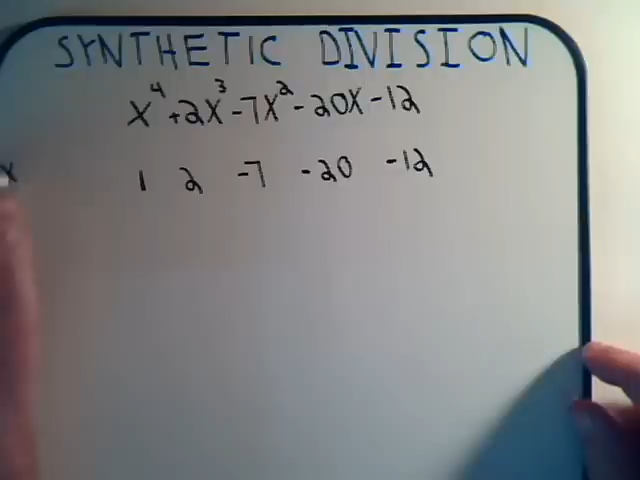 SYNTHETIC DIVISION
x⁴+2x³-7x²-20x-12
x 1 2 -7 -20 -12